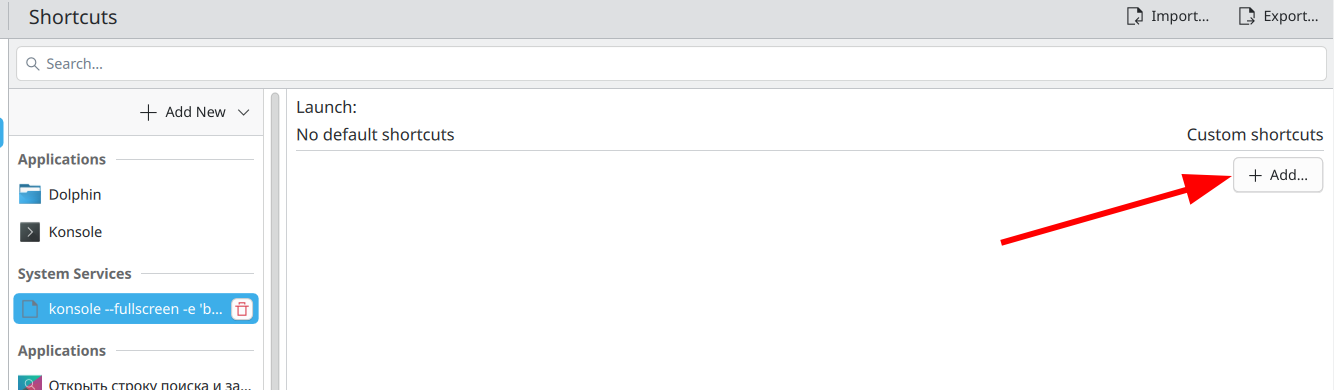 Shortcuts
Import...
Export...
Search...
Add New
Launch:
No default shortcuts
Custom shortcuts
Add...
Applications
Dolphin
Konsole
System Services
konsole --fullscreen -e 'b...
Applications
Открыть строку поиска и за...